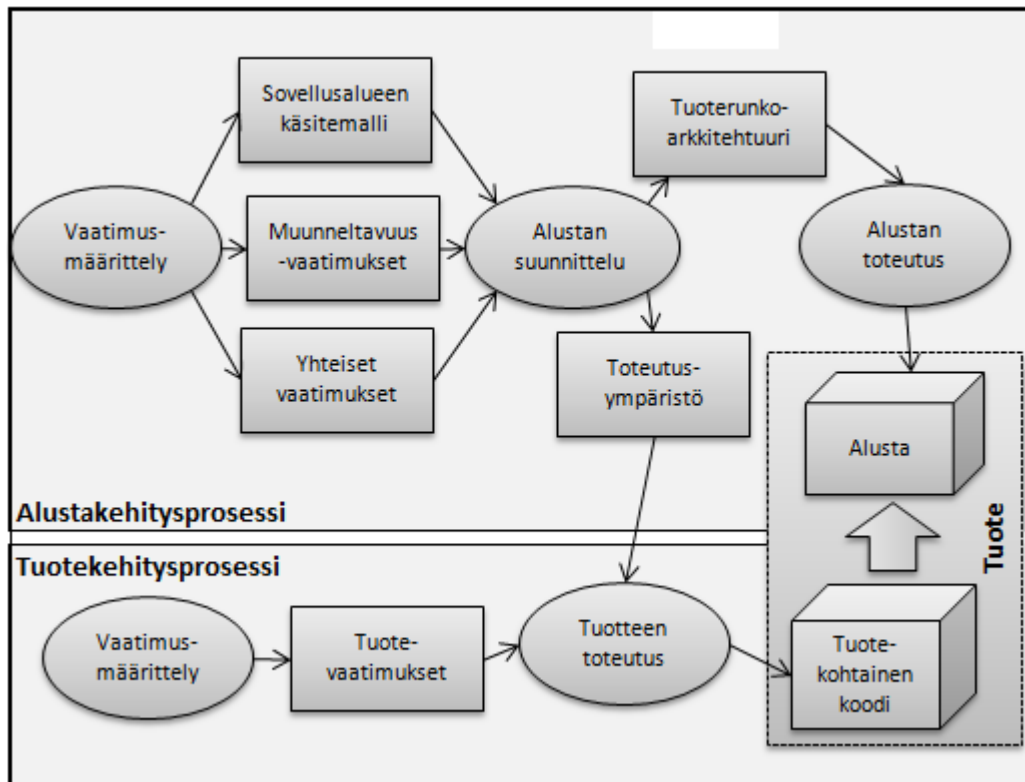 Sovellusalueen
käsitemalli
Tuoterunko-
arkkitehtuuri
Vaatimus-
määrittely
Muunneltavuus
-vaatimukset
Alustan
suunnittelu
Alustan
toteutus
Yhteiset
vaatimukset
Toteutus-
ympäristö
Alusta
Alustakehitysprosessi
Tuote
Tuotekehitysprosessi
Vaatimus-
määrittely
Tuote-
vaatimukset
Tuotteen
toteutus
Tuote-
kohtainen
koodi